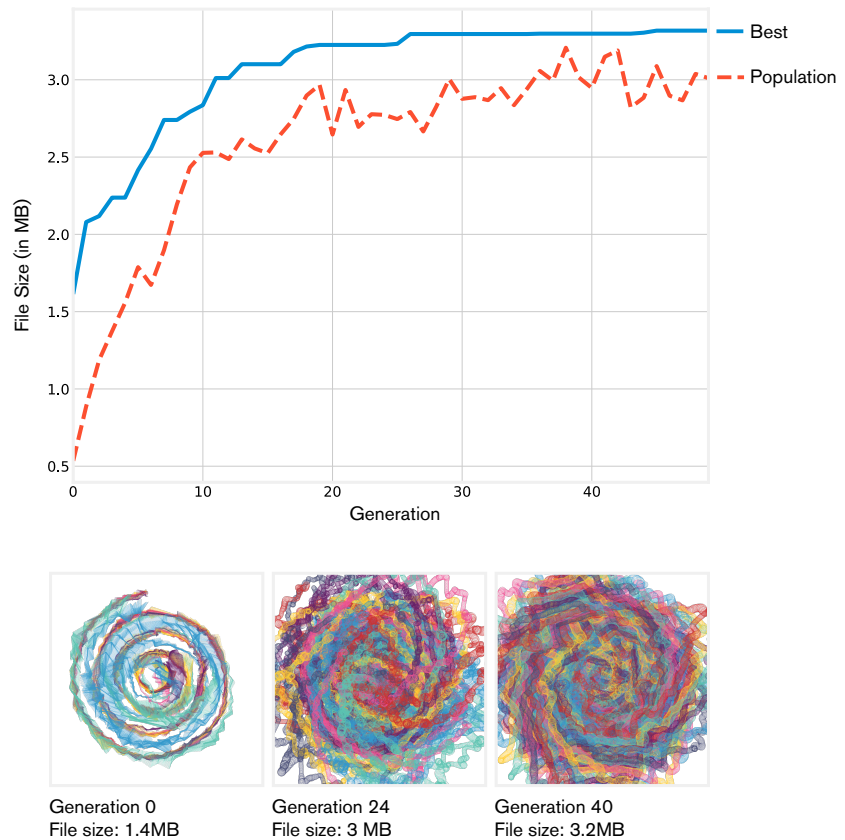 Best
Population
3.0
2.5
2.0
1.5
1.0
0.5
File Size (in MB)
0 10 20 30 40
Generation
Generation 0
File size: 1.4MB
Generation 24
File size: 3 MB
Generation 40
File size: 3.2MB